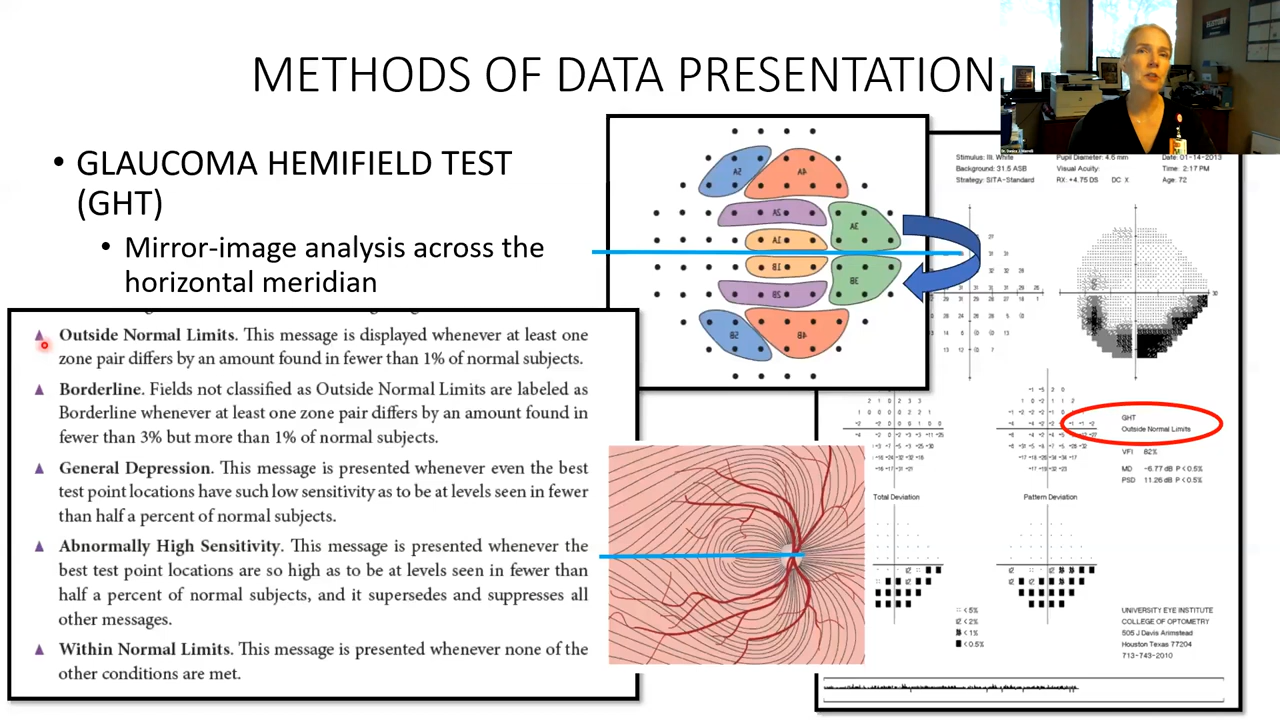 METHODS OF DATA PRESENTATION
• GLAUCOMA HEMIFIELD TEST
(GHT)
• Mirror-image analysis across the
horizontal meridian
Outside Normal Limits. This message is displayed whenever at least one
zone pair differs by an amount found in fewer than 1% of normal subjects.
Borderline. Fields not classified as Outside Normal Limits are labeled as
Borderline whenever at least one zone pair differs by an amount found in
fewer than 3% but more than 1% of normal subjects.
General Depression. This message is presented whenever even the best
test point locations have such low sensitivity as to be at levels seen in fewer
than half a percent of normal subjects.
Abnormally High Sensitivity. This message is presented whenever the
best test point locations are so high as to be at levels seen in fewer than
half a percent of normal subjects, and it supersedes and suppresses all
other messages.
Within Normal Limits. This message is presented whenever none of the
other conditions are met.
5A
4A
2A
3A
1A
1B
2B
3B
5B
4B
Stimulus: III. White
Background: 31.5 ASB
Strategy: SITA-Standard
Pupil Diameter: 4.6 mm
Visual Acuity:
RX: +4.75 DS DC X
Date: 01-14-2013
Time: 2:17 PM
Age: 72
30
GHT
Outside Normal Limits
VFI 82%
MD -6.77 dB P < 0.5%
PSD 11.26 dB P < 0.5%
Total Deviation
Pattern Deviation
< 5%
< 2%
< 1%
< 0.5%
UNIVERSITY EYE INSTITUTE
COLLEGE OF OPTOMETRY
505 J Davis Armistead
Houston Texas 77204
713-743-2010